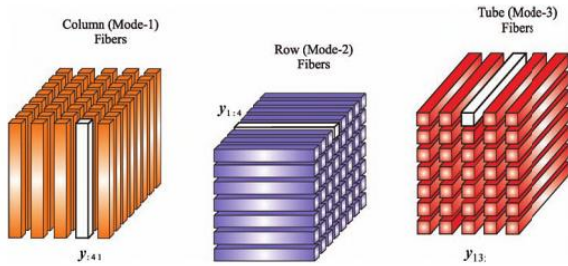 Column (Mode-1)
Fibers
y:41
Row (Mode-2)
Fibers
y1:4
Tube (Mode-3)
Fibers
y13: